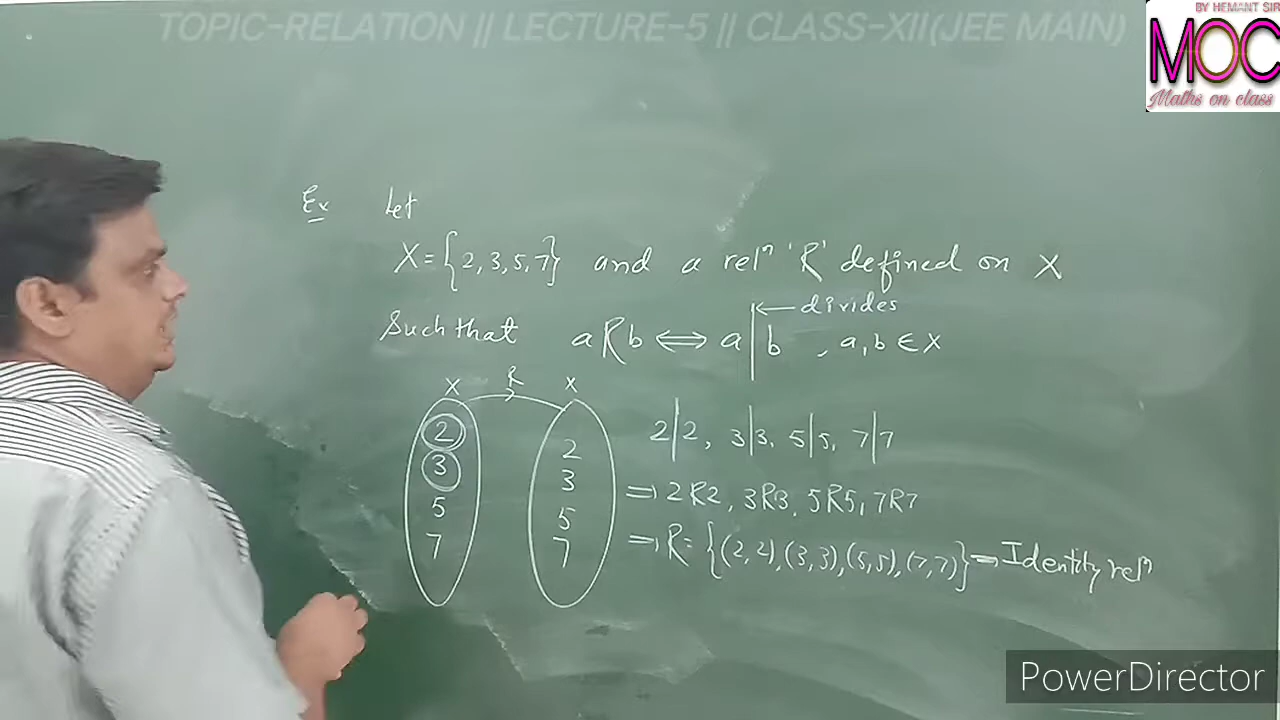 TOPIC-RELATION || LECTURE-5 || CLASS-XII(JEE MAIN)
BY HEMANT SIR
MOC
Maths on class
Ex Let
X = {2, 3, 5, 7} and a relⁿ 'R' defined on X
←divides
Such that aRb ⟺ a|b , a, b ∈ X
X R X
2 2 2|2, 3|3, 5|5, 7|7
3 3
5 5 ⇒ 2R2, 3R3, 5R5, 7R7
7 7 ⇒ R = {(2,2), (3,3), (5,5), (7,7)} = Identity relⁿ
PowerDirector